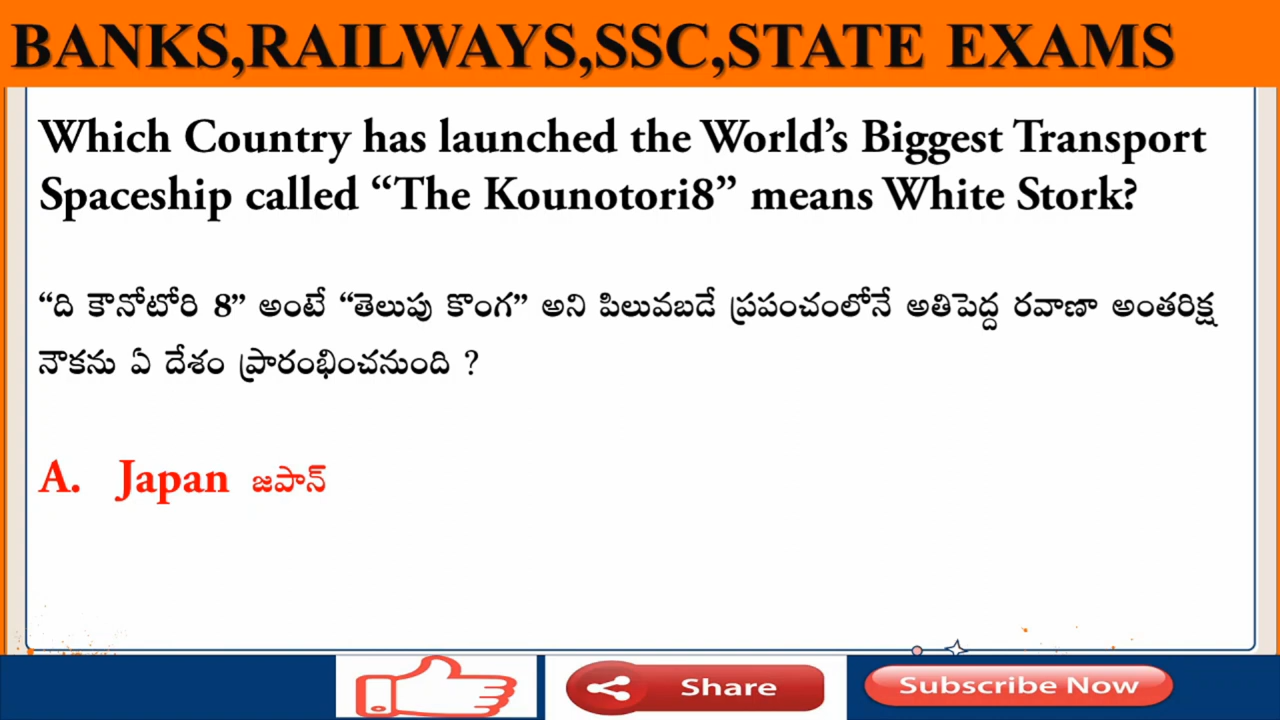 BANKS,RAILWAYS,SSC,STATE EXAMS
Which Country has launched the World’s Biggest Transport
Spaceship called “The Kounotori8” means White Stork?
“ది కౌనోటోరి 8” అంటే “తెలుపు కొంగ” అని పిలువబడే ప్రపంచంలోనే అతిపెద్ద రవాణా అంతరిక్ష
నౌకను ఏ దేశం ప్రారంభించనుంది ?
A. Japan జపాన్
Share
Subscribe Now